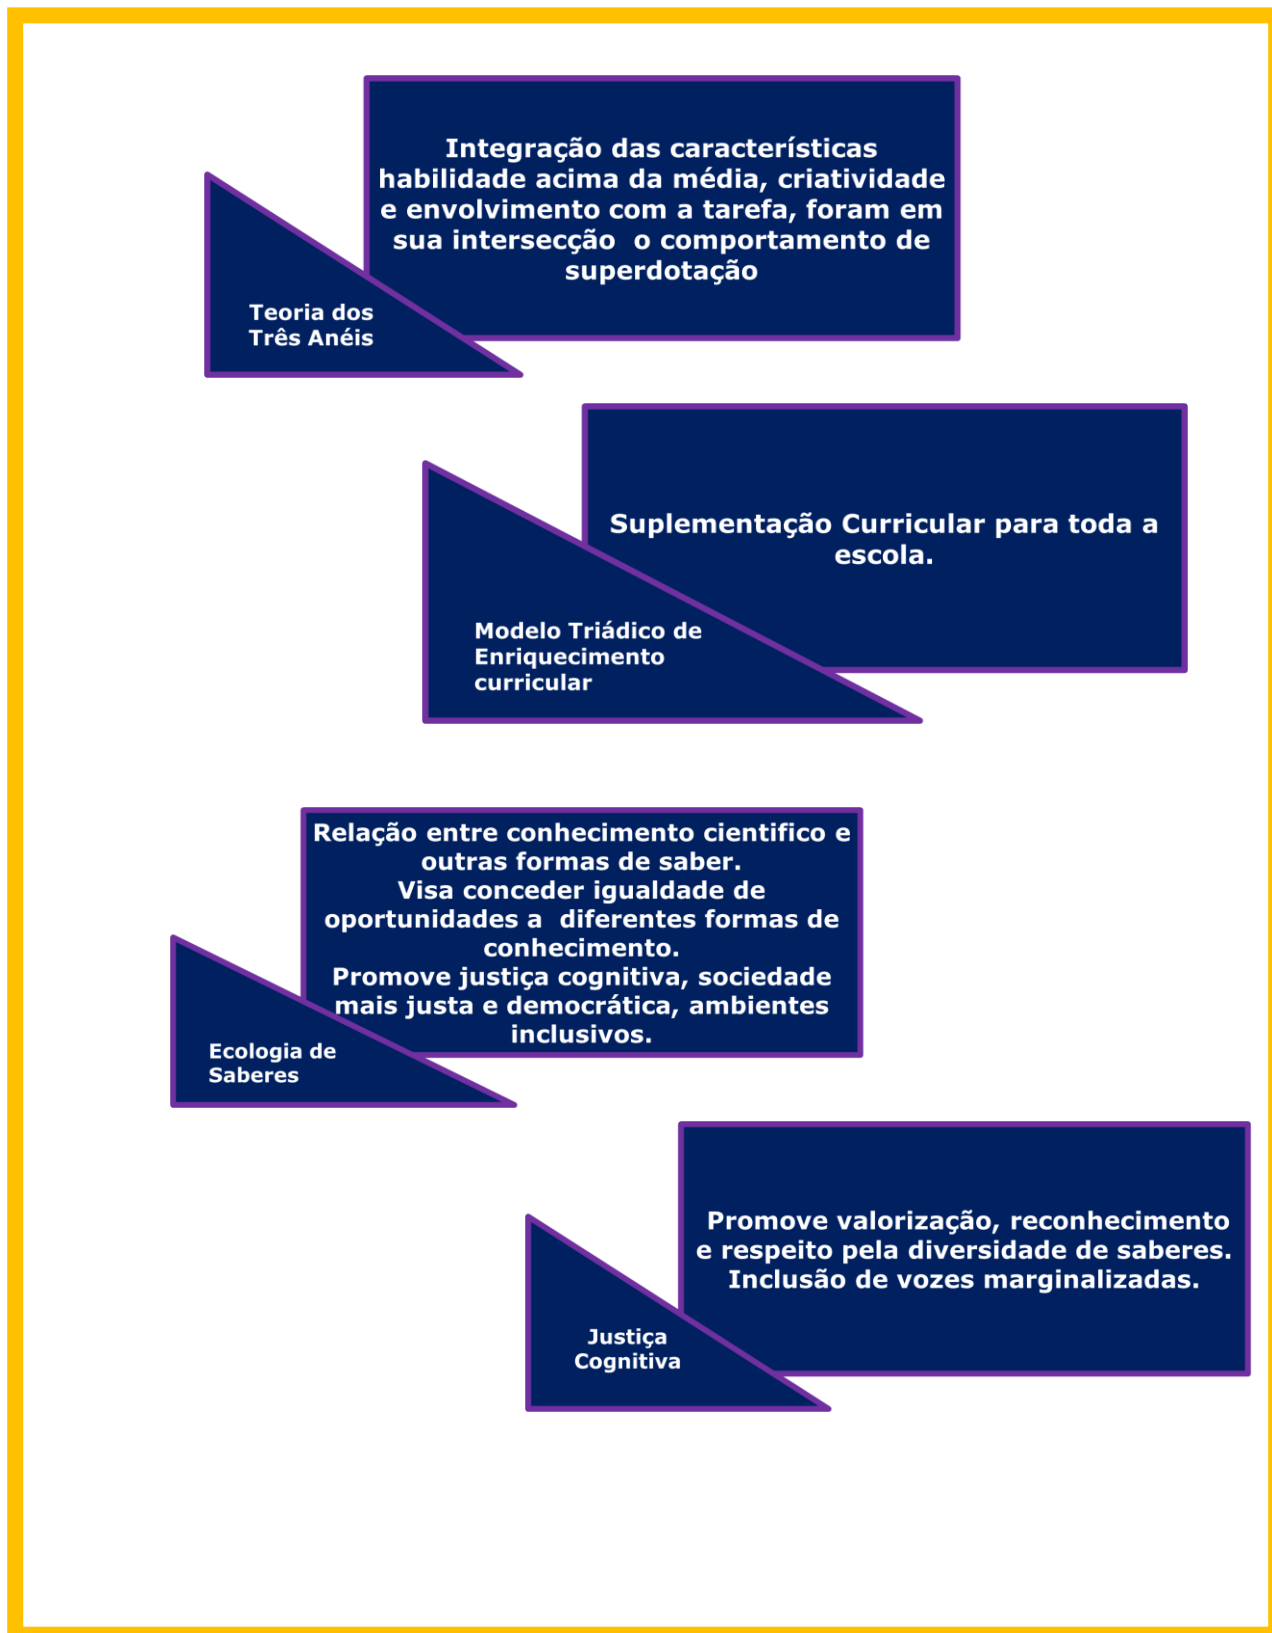 Integração das características
habilidade acima da média, criatividade
e envolvimento com a tarefa, foram em
sua intersecção o comportamento de
superdotação
Teoria dos
Três Anéis
Suplementação Curricular para toda a
escola.
Modelo Triádico de
Enriquecimento
curricular
Relação entre conhecimento cientifico e
outras formas de saber.
Visa conceder igualdade de
oportunidades a diferentes formas de
conhecimento.
Promove justiça cognitiva, sociedade
mais justa e democrática, ambientes
inclusivos.
Ecologia de
Saberes
Promove valorização, reconhecimento
e respeito pela diversidade de saberes.
Inclusão de vozes marginalizadas.
Justiça
Cognitiva